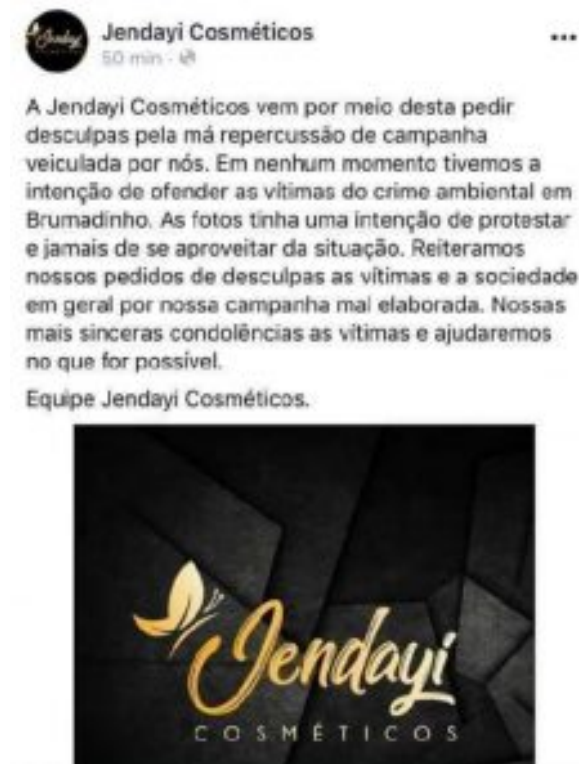 Jendayi
COSMÉTICOS
Jendayi Cosméticos
50 min
A Jendayi Cosméticos vem por meio desta pedir
desculpas pela má repercussão de campanha
veiculada por nós. Em nenhum momento tivemos a
intenção de ofender as vítimas do crime ambiental em
Brumadinho. As fotos tinha uma intenção de protestar
e jamais de se aproveitar da situação. Reiteramos
nossos pedidos de desculpas as vítimas e a sociedade
em geral por nossa campanha mal elaborada. Nossas
mais sinceras condolências as vítimas e ajudaremos
no que for possível.
Equipe Jendayi Cosméticos.
Jendayi
COSMÉTICOS